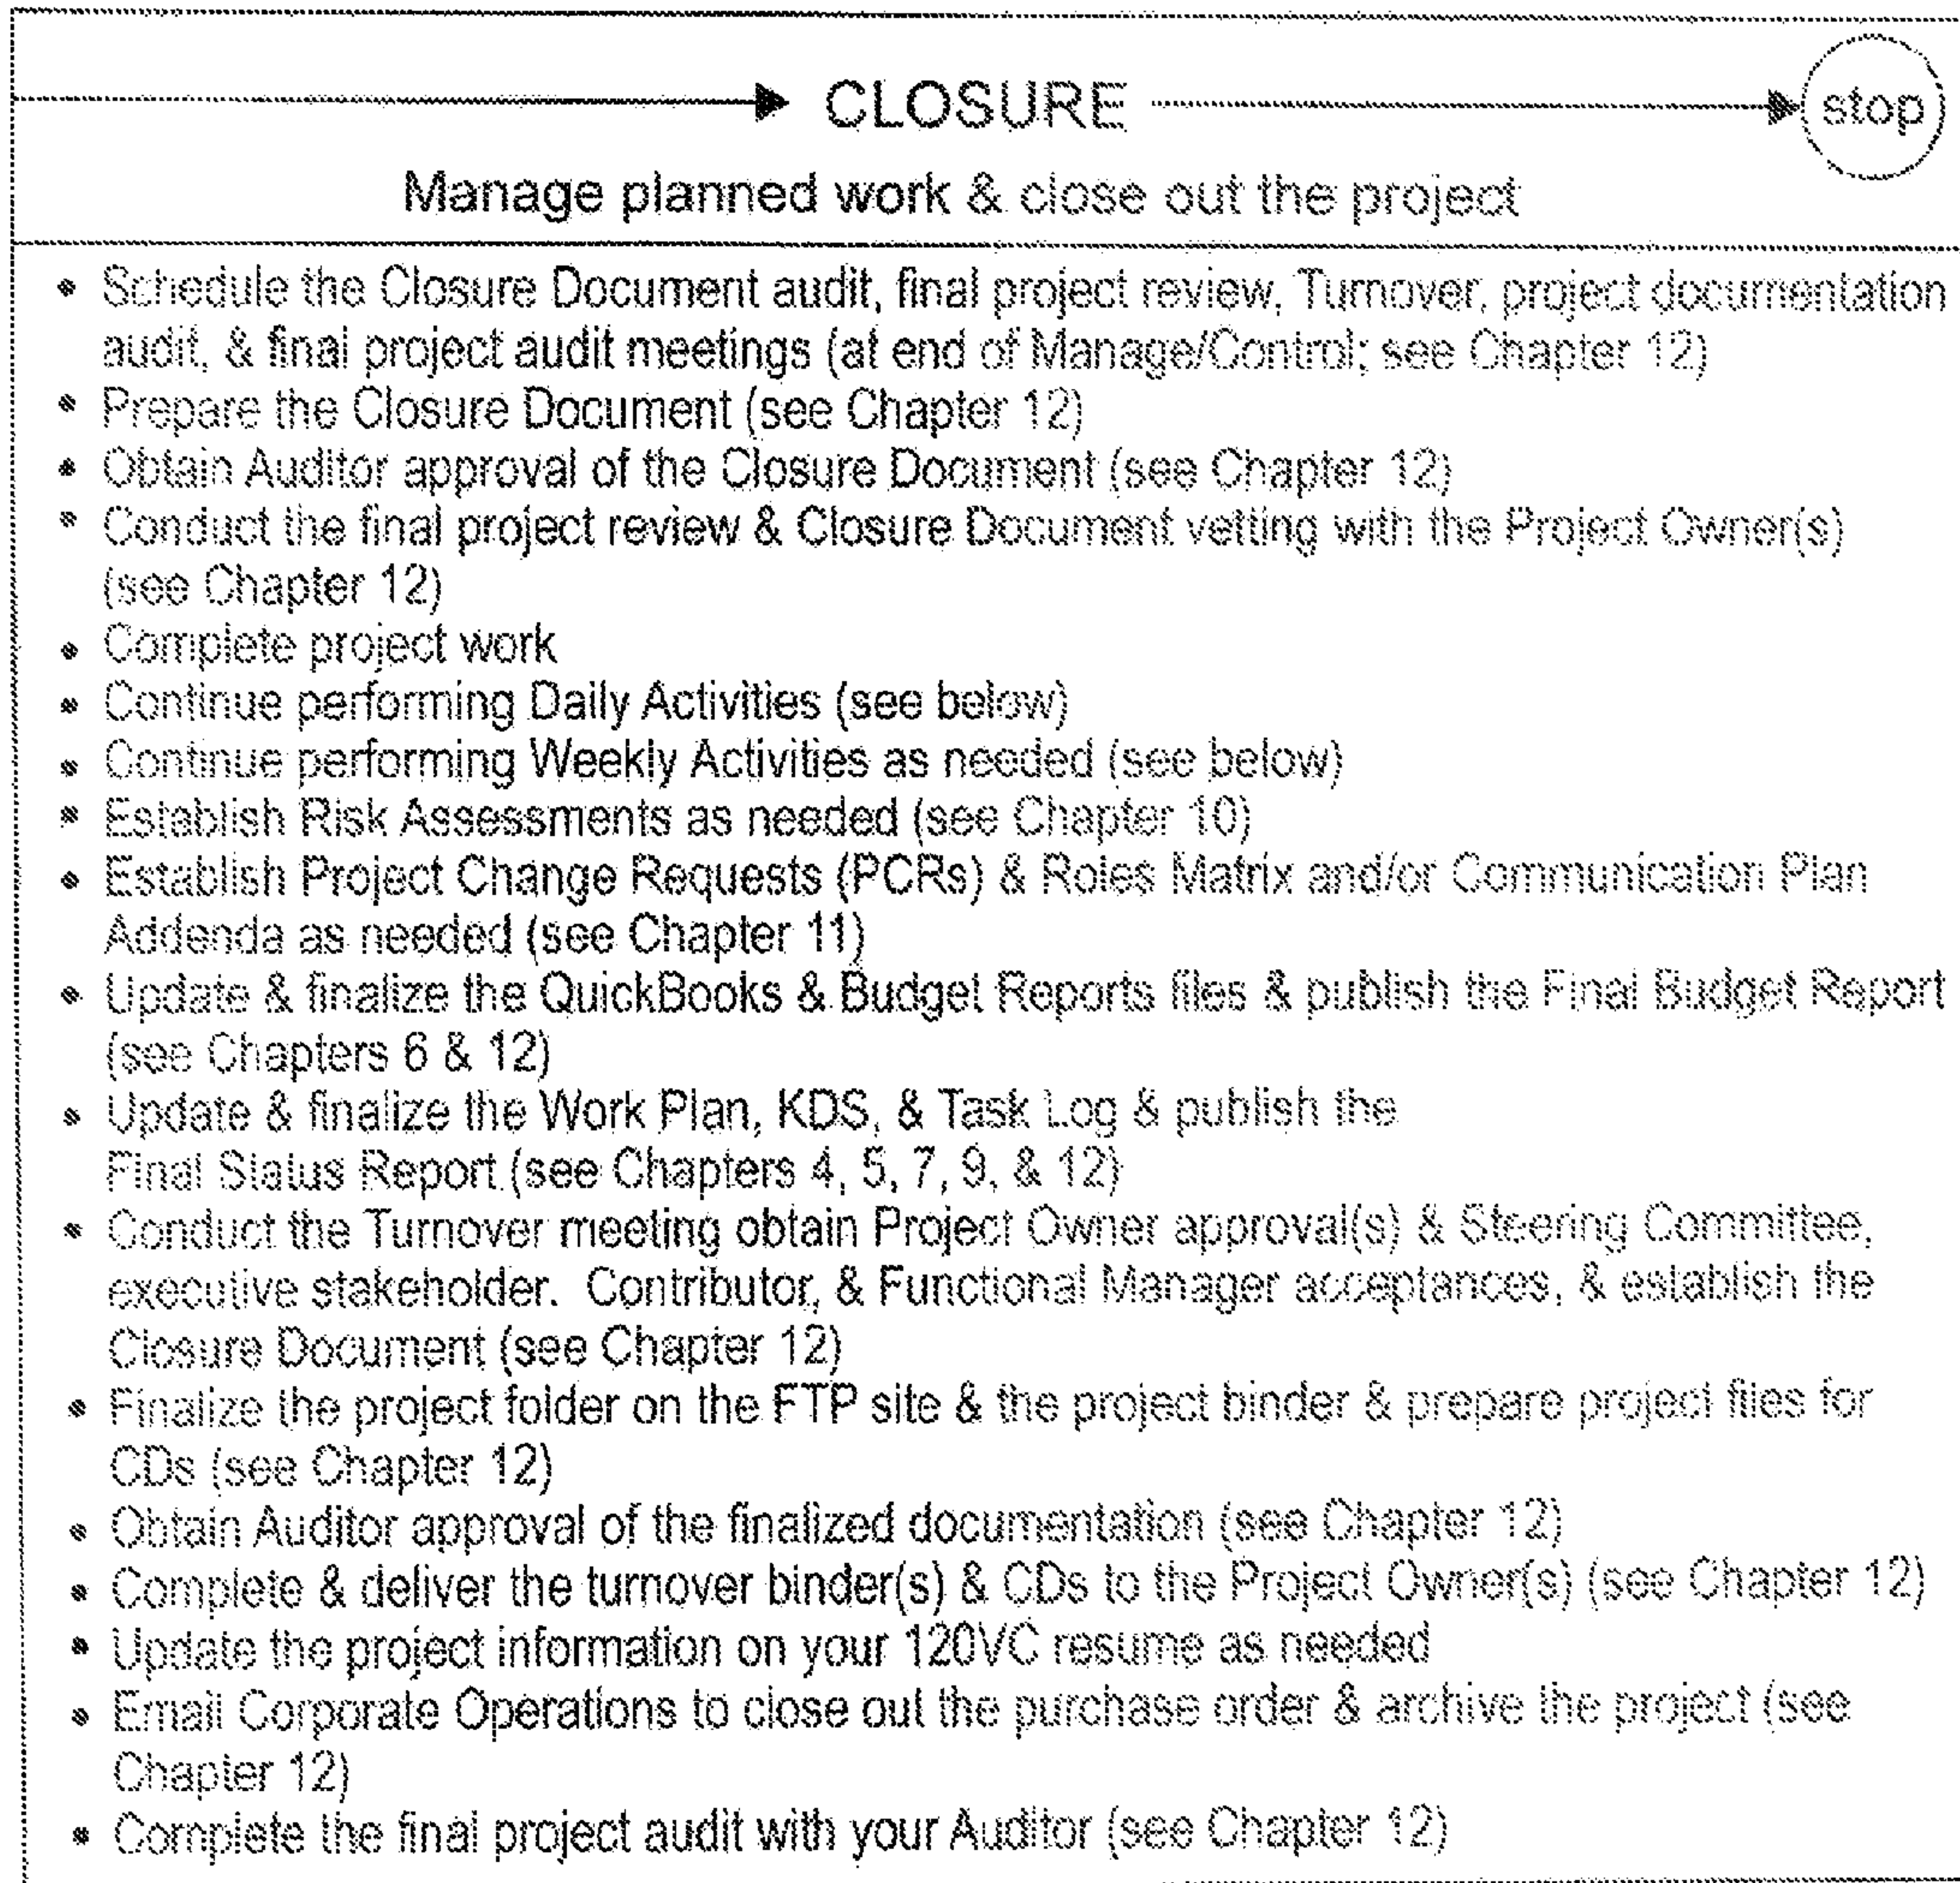 CLOSURE
stop
Manage planned work & close out the project
• Schedule the Closure Document audit, final project review, Turnover, project documentation
audit, & final project audit meetings (at end of Manage/Control; see Chapter 12)
• Prepare the Closure Document (see Chapter 12)
• Obtain Auditor approval of the Closure Document (see Chapter 12)
• Conduct the final project review & Closure Document vetting with the Project Owner(s)
(see Chapter 12)
• Complete project work
• Continue performing Daily Activities (see below)
• Continue performing Weekly Activities as needed (see below)
• Establish Risk Assessments as needed (see Chapter 10)
• Establish Project Change Requests (PCRs) & Roles Matrix and/or Communication Plan
Addenda as needed (see Chapter 11)
• Update & finalize the QuickBooks & Budget Reports files & publish the Final Budget Report
(see Chapters 6 & 12)
• Update & finalize the Work Plan, KDS, & Task Log & publish the
Final Status Report (see Chapters 4, 5, 7, 9, & 12)
• Conduct the Turnover meeting obtain Project Owner approval(s) & Steering Committee,
executive stakeholder. Contributor, & Functional Manager acceptances, & establish the
Closure Document (see Chapter 12)
• Finalize the project folder on the FTP site & the project binder & prepare project files for
CDs (see Chapter 12)
• Obtain Auditor approval of the finalized documentation (see Chapter 12)
• Complete & deliver the turnover binder(s) & CDs to the Project Owner(s) (see Chapter 12)
• Update the project information on your 120VC resume as needed
• Email Corporate Operations to close out the purchase order & archive the project (see
Chapter 12)
• Complete the final project audit with your Auditor (see Chapter 12)